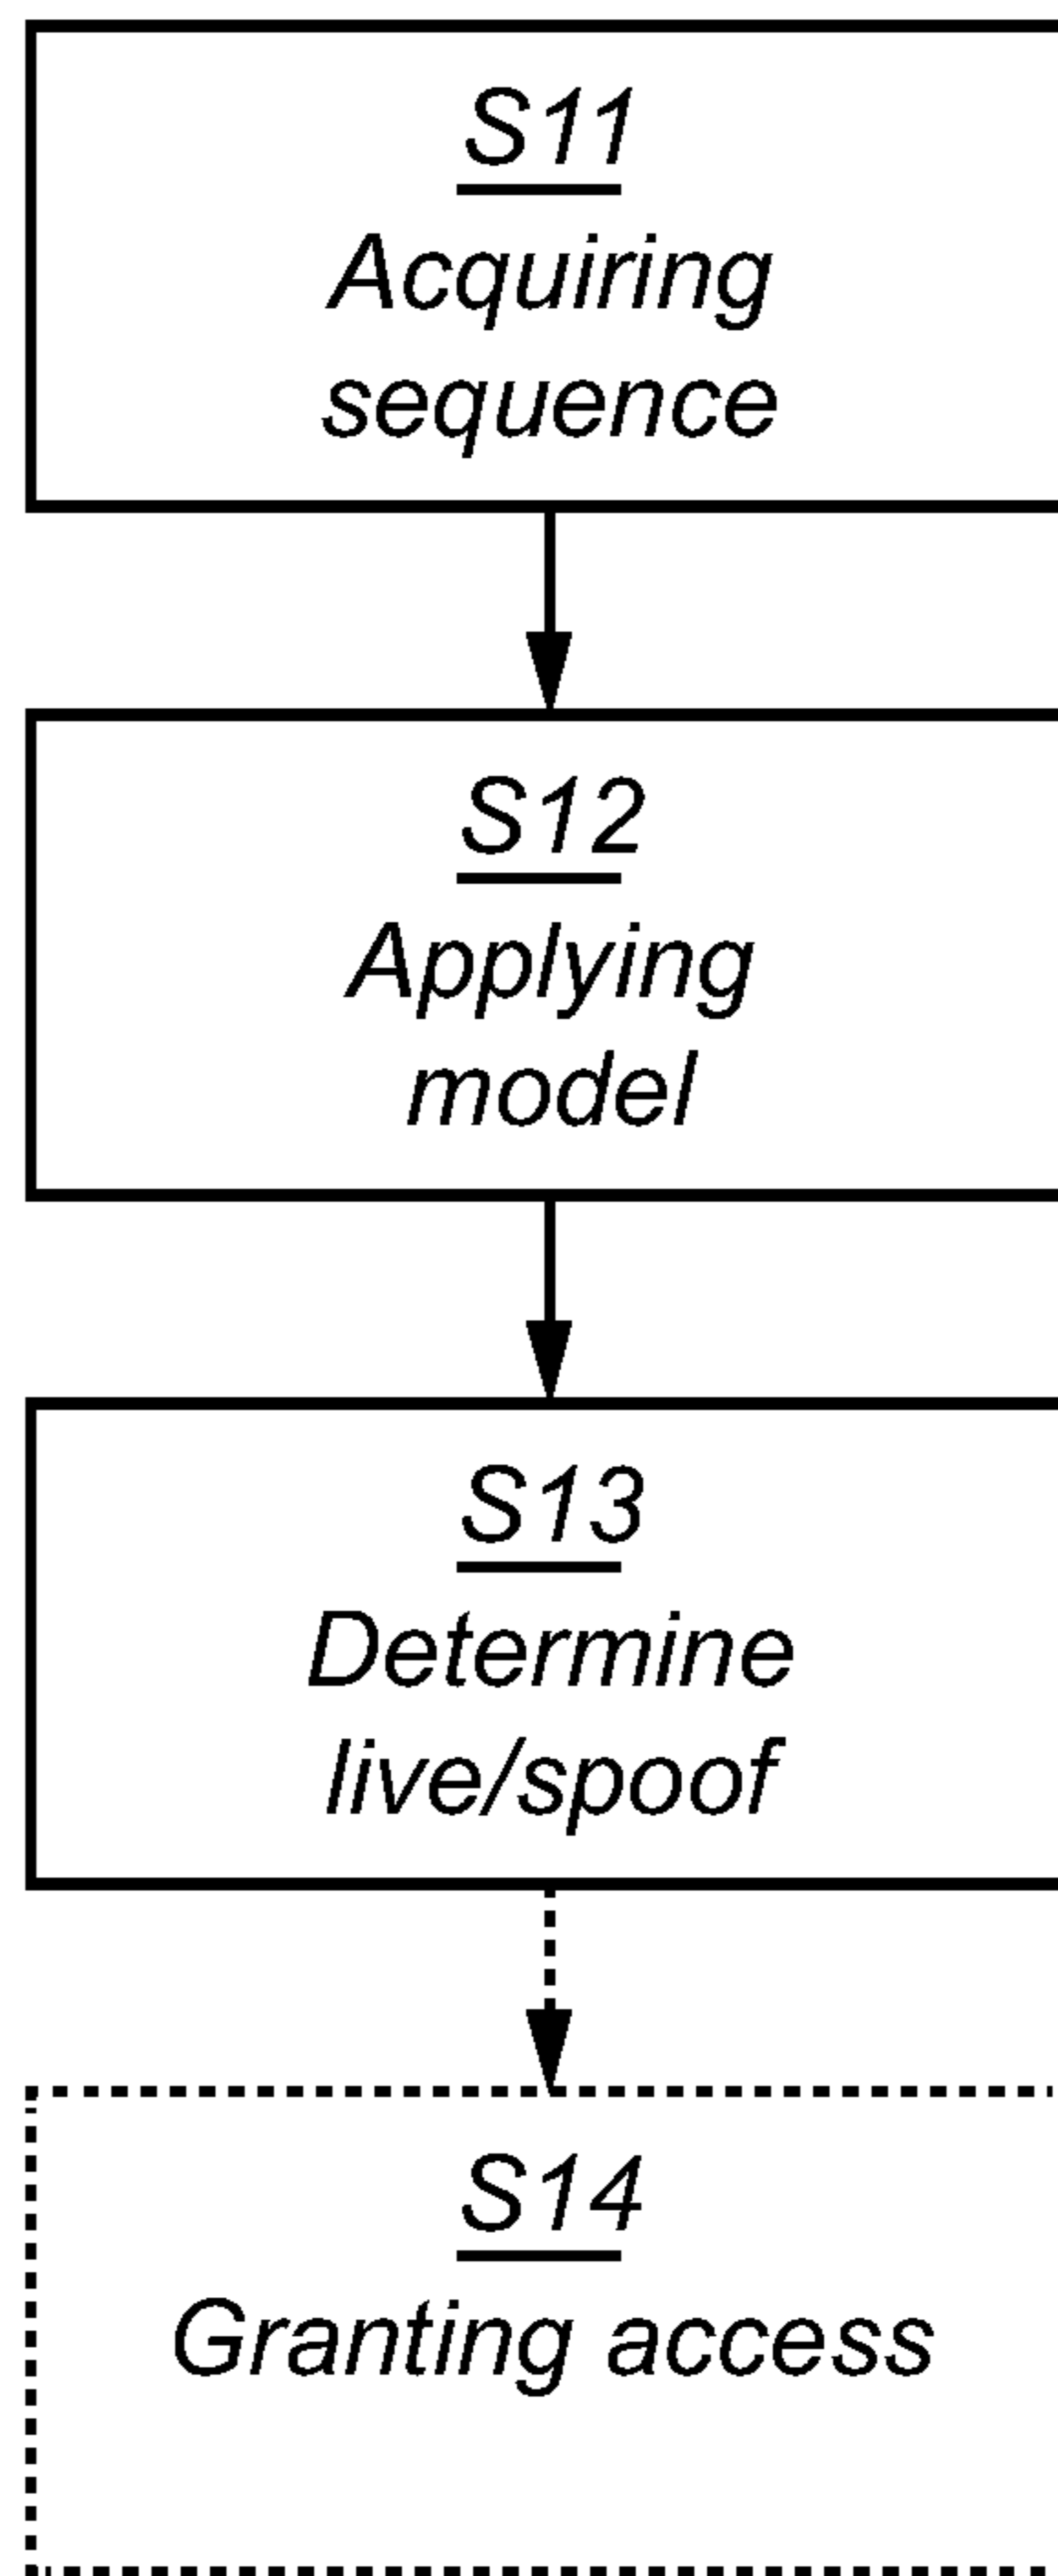 S11
Acquiring
sequence
S12
Applying
model
S13
Determine
live/spoof
S14
Granting access